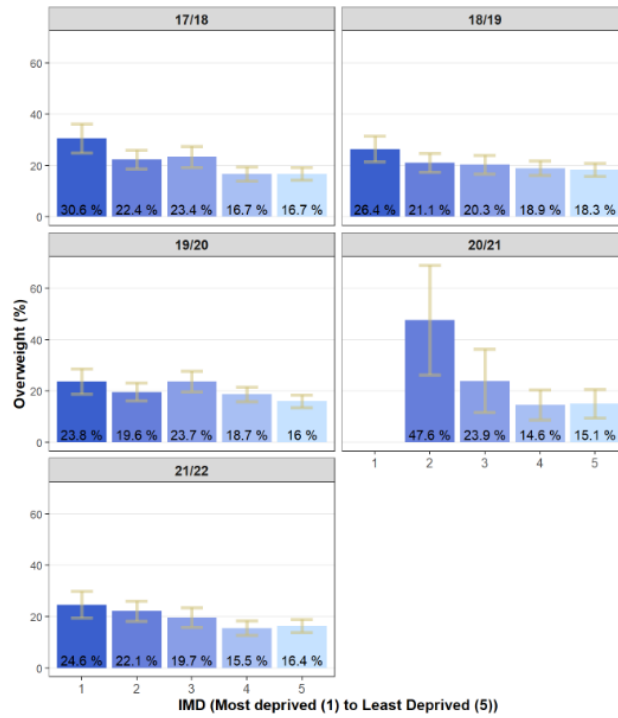 17/18
18/19
60
40
20
0
30.6 % 22.4 % 23.4 % 16.7 % 16.7 %
26.4 % 21.1 % 20.3 % 18.9 % 18.3 %
19/20
20/21
Overweight (%)
60
40
20
0
23.8 % 19.6 % 23.7 % 18.7 % 16 %
47.6 % 23.9 % 14.6 % 15.1 %
1 2 3 4 5
21/22
60
40
20
0
24.6 % 22.1 % 19.7 % 15.5 % 16.4 %
1 2 3 4 5
IMD (Most deprived (1) to Least Deprived (5))